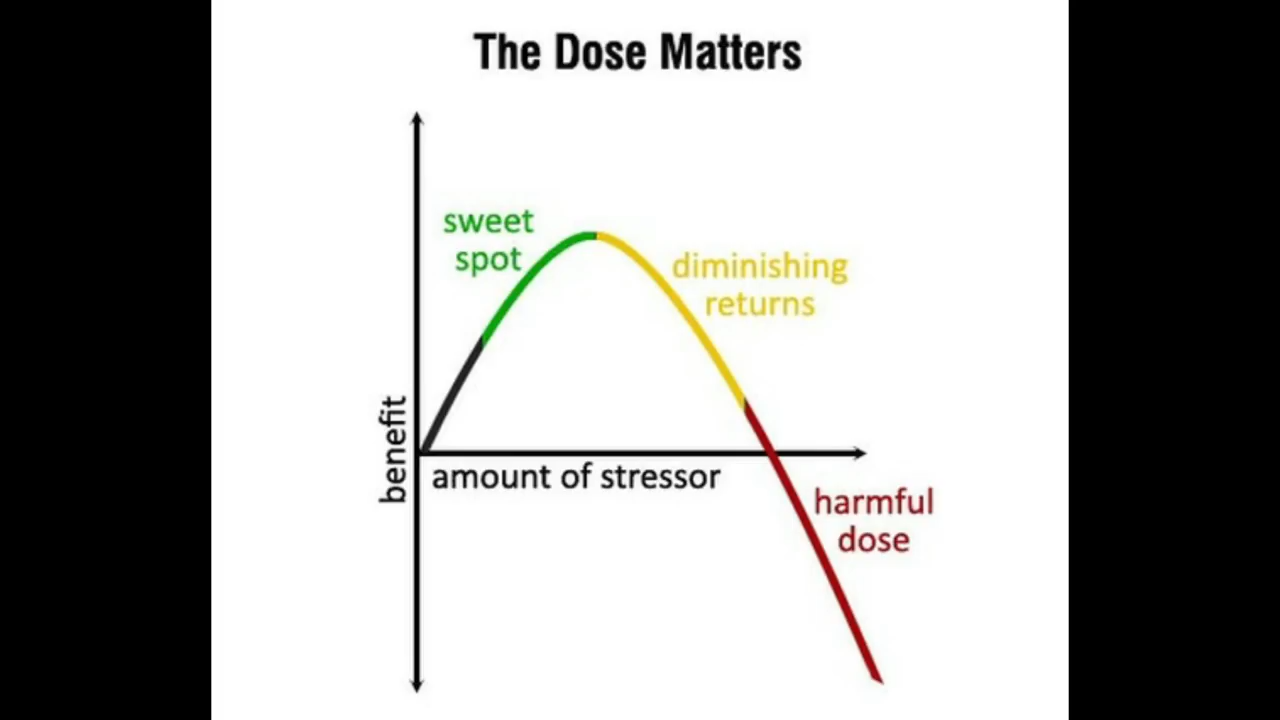 The Dose Matters
sweet
spot
diminishing
returns
benefit
amount of stressor
harmful
dose